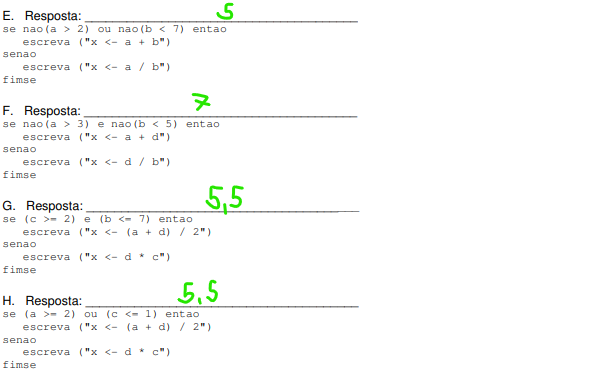 E. Resposta: 5
se nao(a > 2) ou nao(b < 7) entao
escreva ("x <- a + b")
senao
escreva ("x <- a / b")
fimse
F. Resposta: 7
se nao(a > 3) e nao(b < 5) entao
escreva ("x <- a + d")
senao
escreva ("x <- d / b")
fimse
G. Resposta: 5,5
se (c >= 2) e (b <= 7) entao
escreva ("x <- (a + d) / 2")
senao
escreva ("x <- d * c")
fimse
H. Resposta: 5,5
se (a >= 2) ou (c <= 1) entao
escreva ("x <- (a + d) / 2")
senao
escreva ("x <- d * c")
fimse